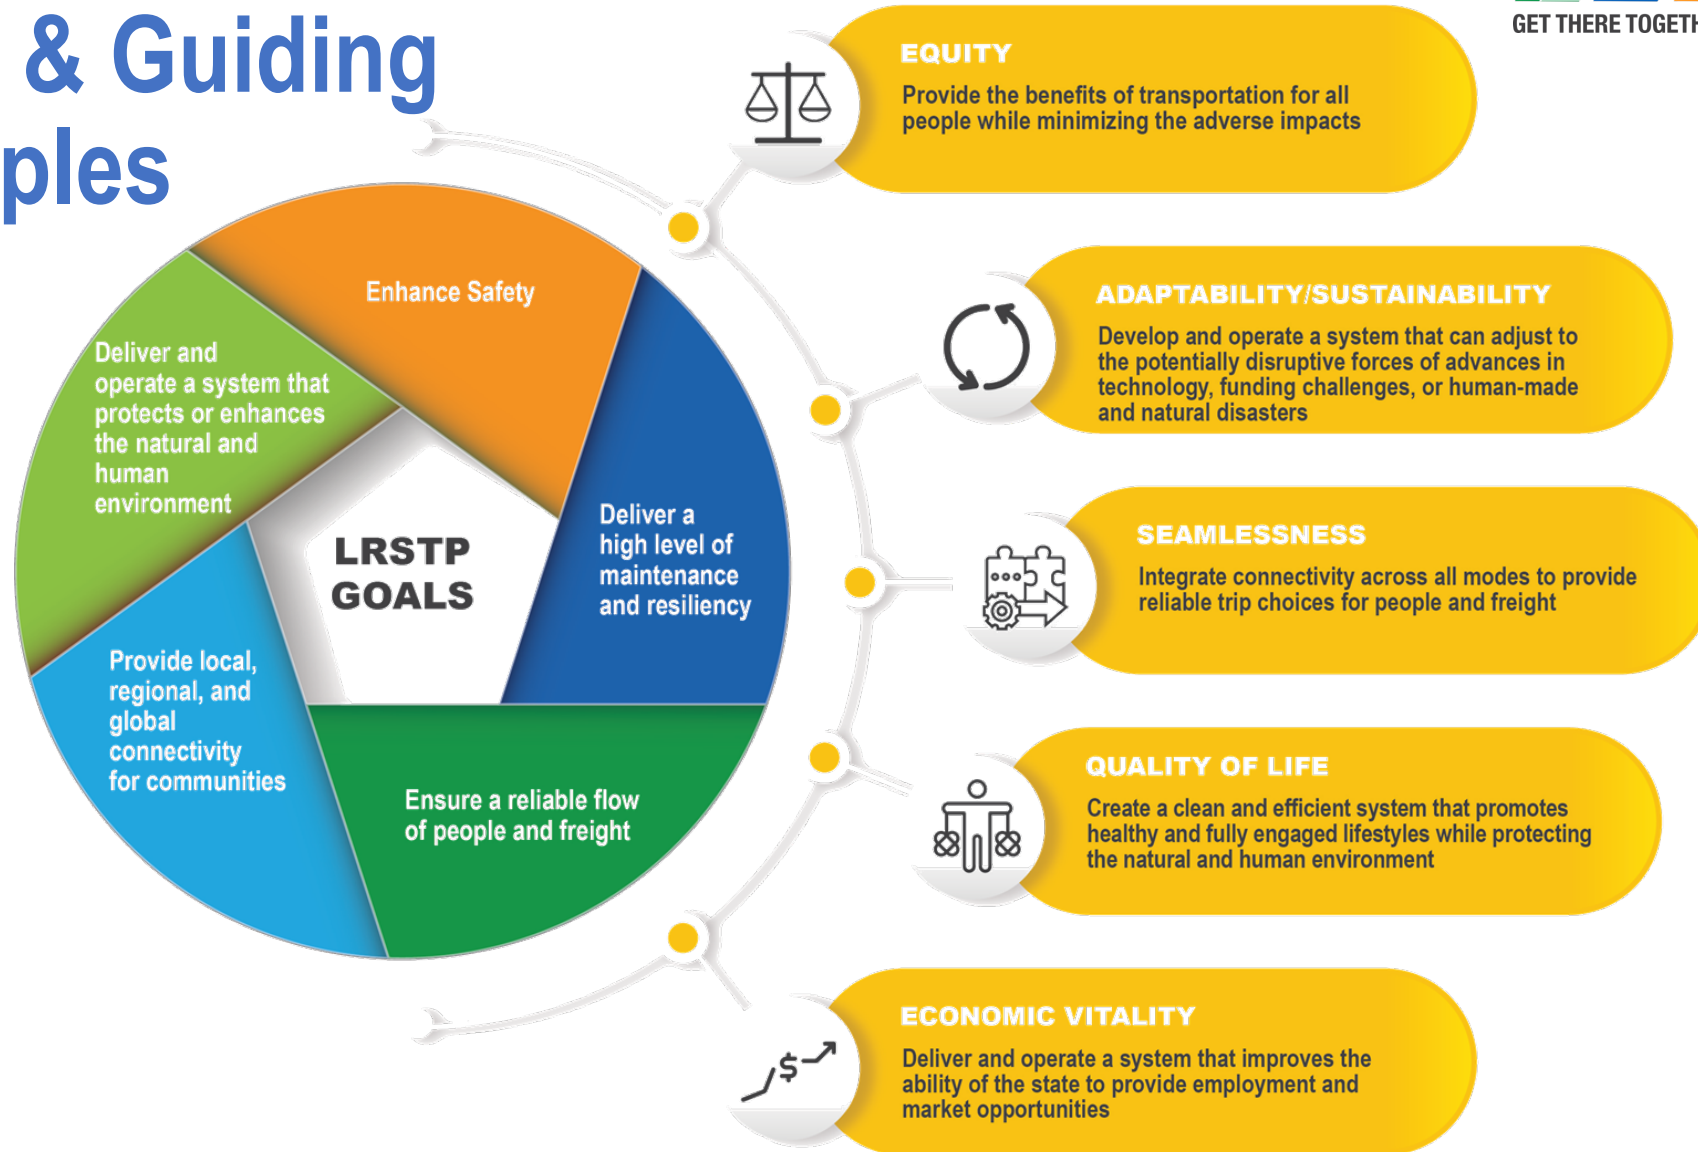 & Guiding
ples
GET THERE TOGETH
EQUITY
Provide the benefits of transportation for all
people while minimizing the adverse impacts
ADAPTABILITY/SUSTAINABILITY
Develop and operate a system that can adjust to
the potentially disruptive forces of advances in
technology, funding challenges, or human-made
and natural disasters
SEAMLESSNESS
Integrate connectivity across all modes to provide
reliable trip choices for people and freight
QUALITY OF LIFE
Create a clean and efficient system that promotes
healthy and fully engaged lifestyles while protecting
the natural and human environment
ECONOMIC VITALITY
Deliver and operate a system that improves the
ability of the state to provide employment and
market opportunities
Enhance Safety
Deliver and
operate a system that
protects or enhances
the natural and
human
environment
Deliver a
high level of
maintenance
and resiliency
LRSTP
GOALS
Provide local,
regional, and
global
connectivity
for communities
Ensure a reliable flow
of people and freight
$